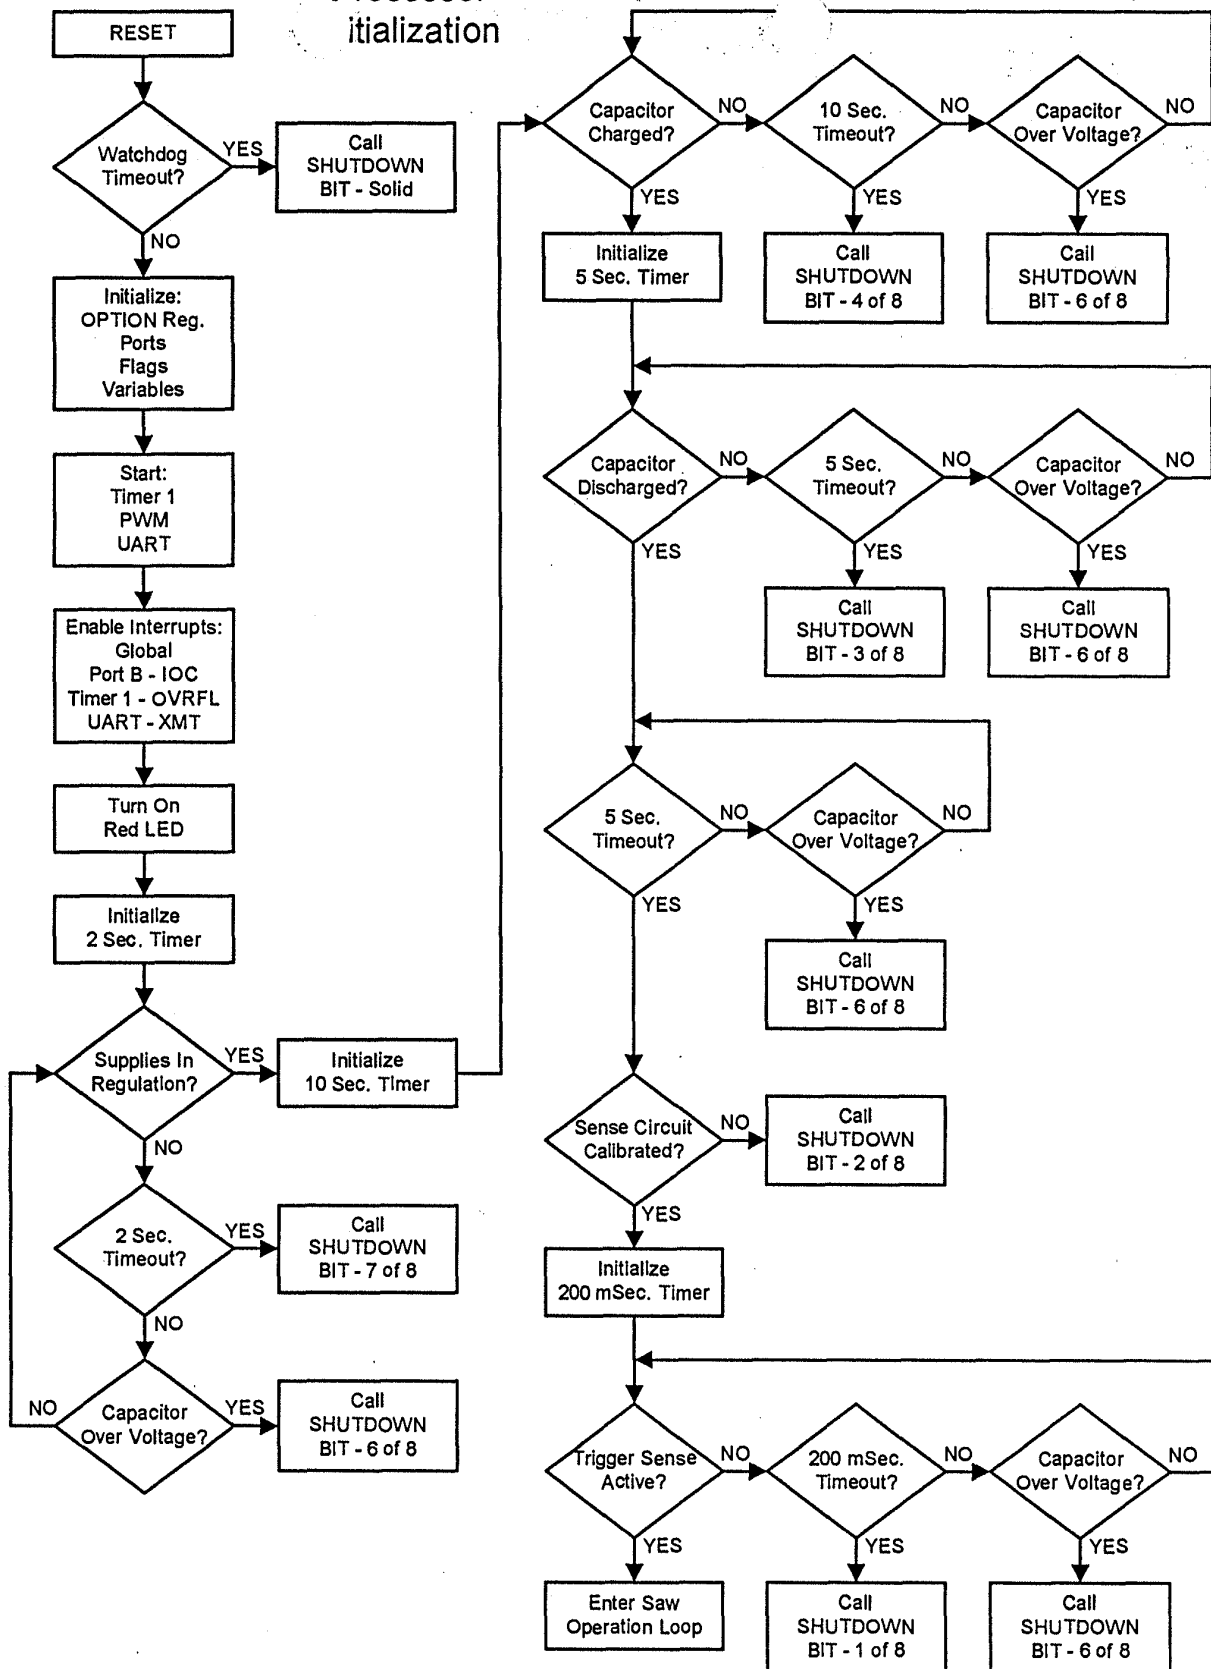 itialization
RESET
Watchdog
Timeout?
YES
Call
SHUTDOWN
BIT - Solid
NO
Initialize:
OPTION Reg.
Ports
Flags
Variables
Start:
Timer 1
PWM
UART
Enable Interrupts:
Global
Port B - IOC
Timer 1 - OVRFL
UART - XMT
Turn On
Red LED
Initialize
2 Sec. Timer
Supplies In
Regulation?
YES
Initialize
10 Sec. Timer
NO
2 Sec.
Timeout?
YES
Call
SHUTDOWN
BIT - 7 of 8
NO
Capacitor
Over Voltage?
NO
YES
Call
SHUTDOWN
BIT - 6 of 8
Capacitor
Charged?
NO
10 Sec.
Timeout?
NO
Capacitor
Over Voltage?
NO
YES
YES
YES
Initialize
5 Sec. Timer
Call
SHUTDOWN
BIT - 4 of 8
Call
SHUTDOWN
BIT - 6 of 8
Capacitor
Discharged?
NO
5 Sec.
Timeout?
NO
Capacitor
Over Voltage?
NO
YES
YES
YES
Call
SHUTDOWN
BIT - 3 of 8
Call
SHUTDOWN
BIT - 6 of 8
5 Sec.
Timeout?
NO
Capacitor
Over Voltage?
NO
YES
YES
Call
SHUTDOWN
BIT - 6 of 8
Sense Circuit
Calibrated?
NO
Call
SHUTDOWN
BIT - 2 of 8
YES
Initialize
200 mSec. Timer
Trigger Sense
Active?
NO
200 mSec.
Timeout?
NO
Capacitor
Over Voltage?
NO
YES
YES
YES
Enter Saw
Operation Loop
Call
SHUTDOWN
BIT - 1 of 8
Call
SHUTDOWN
BIT - 6 of 8